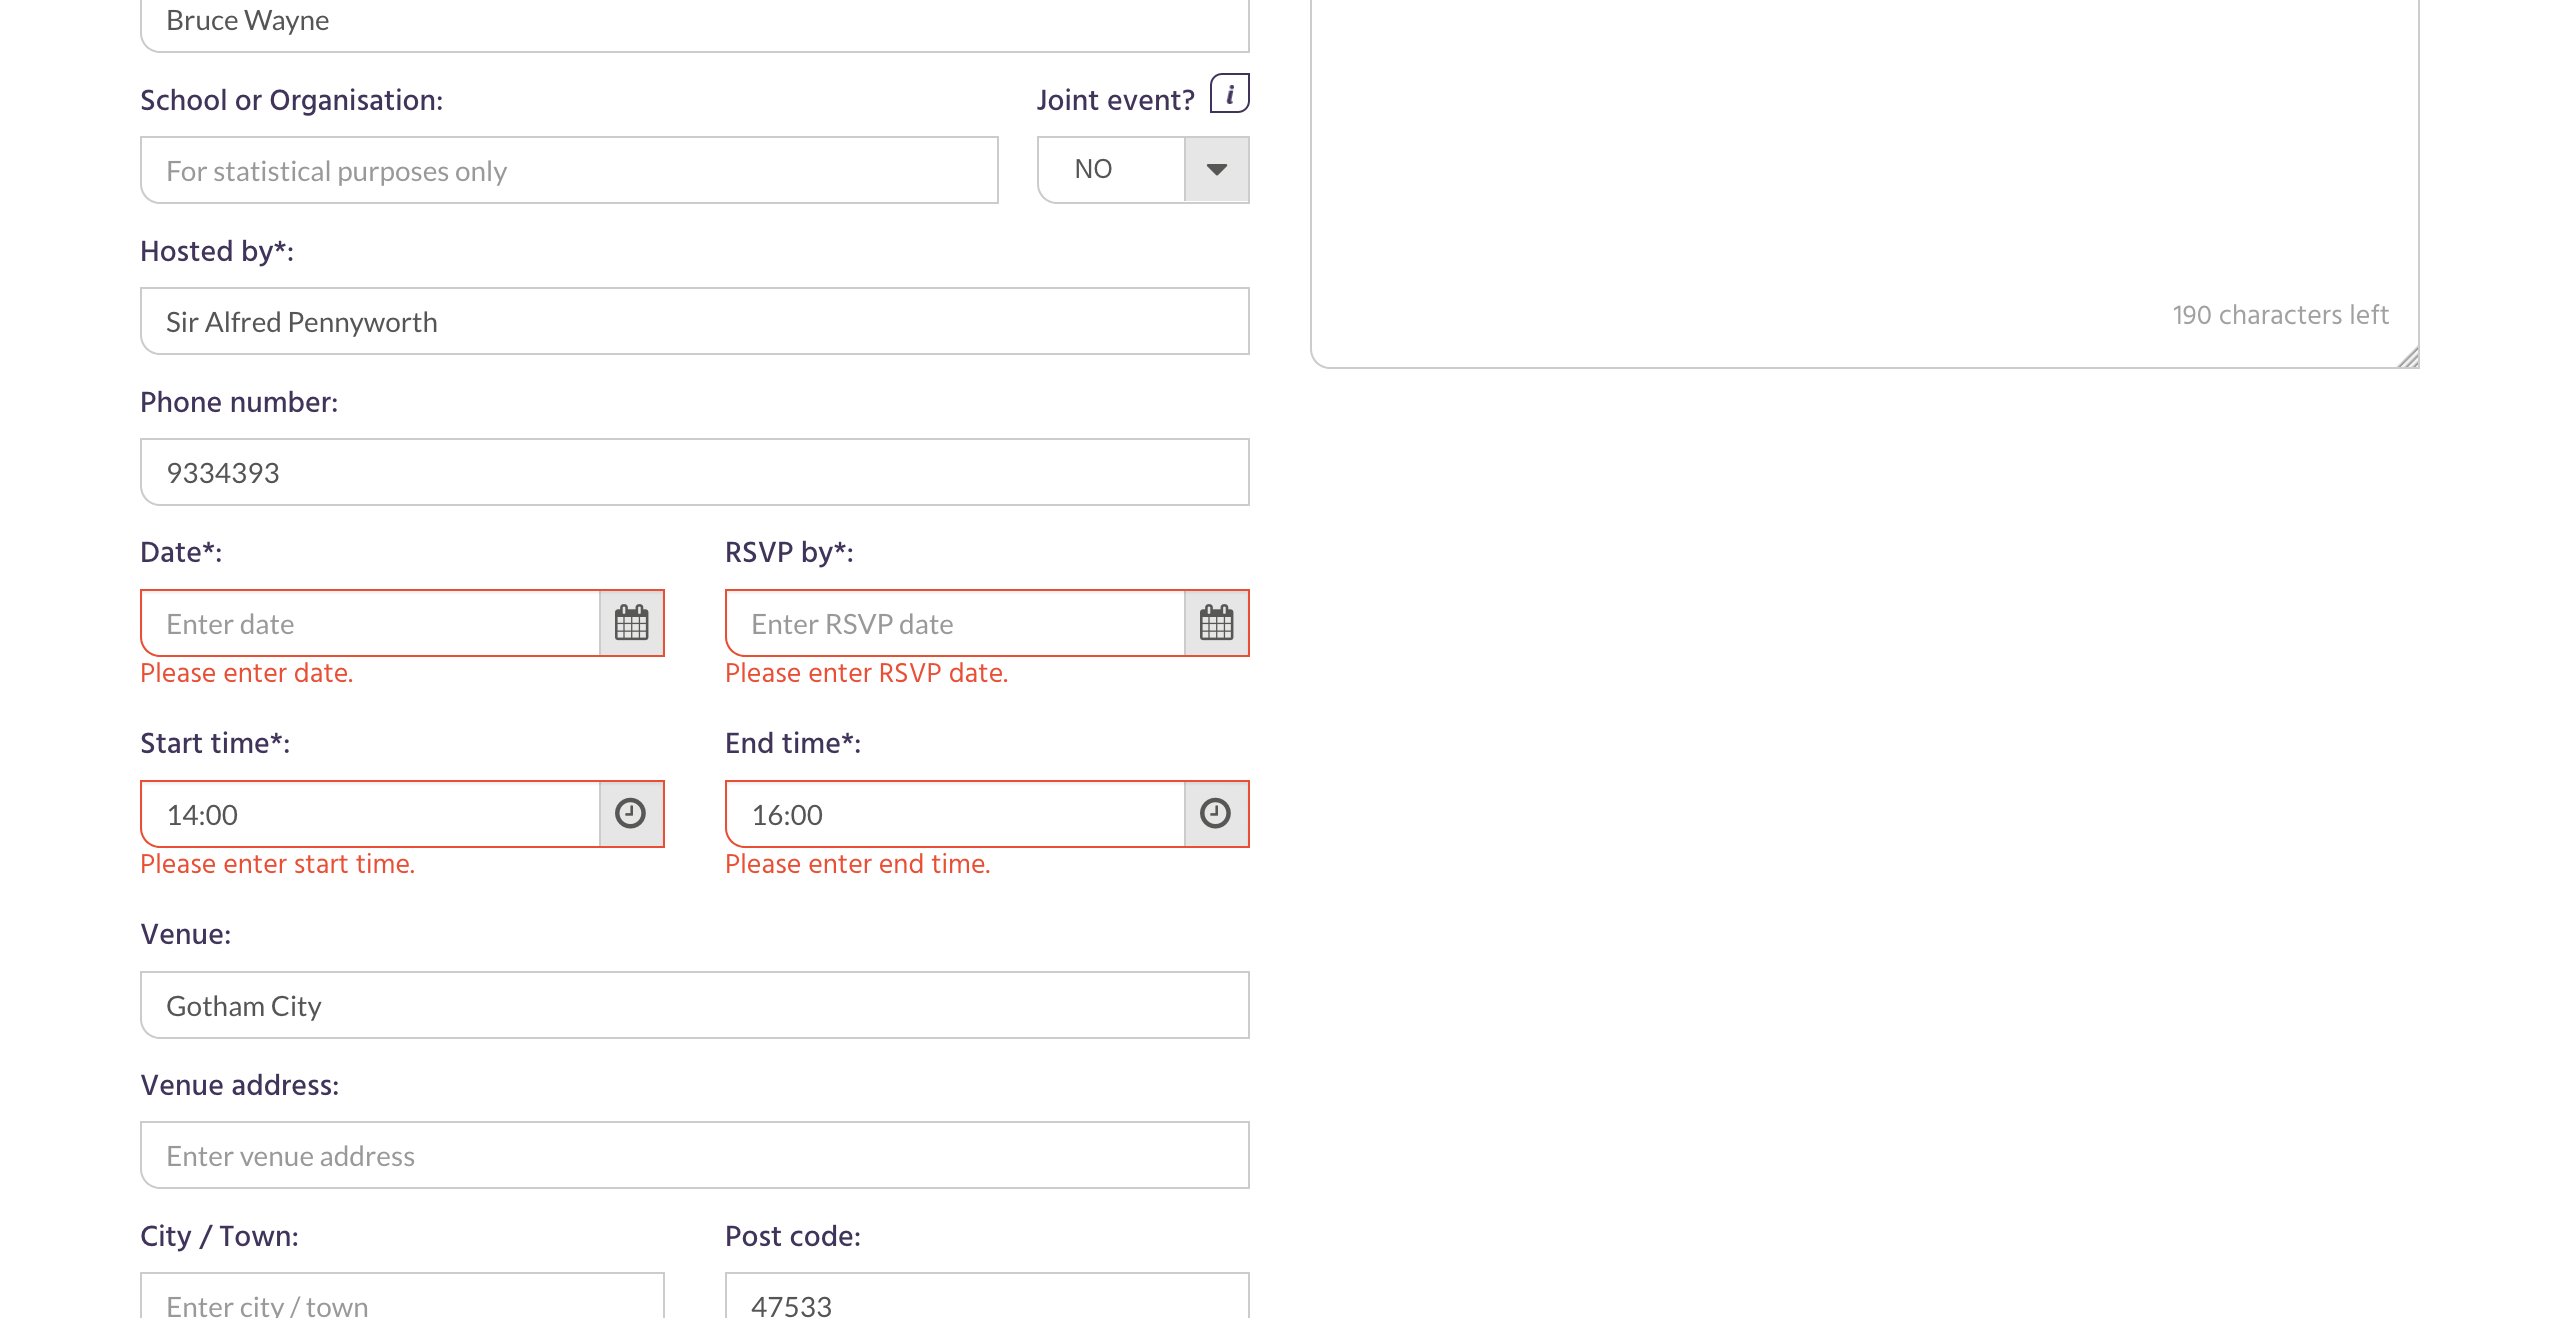 Bruce Wayne
School or Organisation:
Joint event? i
For statistical purposes only
NO
Hosted by*:
Sir Alfred Pennyworth
190 characters left
Phone number:
9334393
Date*:
RSVP by*:
Enter date
Enter RSVP date
Please enter date.
Please enter RSVP date.
Start time*:
End time*:
14:00
16:00
Please enter start time.
Please enter end time.
Venue:
Gotham City
Venue address:
Enter venue address
City / Town:
Post code:
Enter city / town
47533